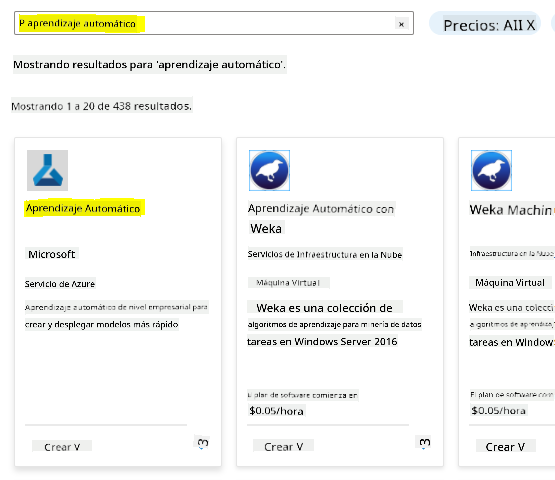 P aprendizaje automático
×
Precios: AII X
Mostrando resultados para 'aprendizaje automático'.
Mostrando 1 a 20 de 438 resultados.
Aprendizaje Automático
Microsoft
Servicio de Azure
Aprendizaje automático de nivel empresarial para
crear y desplegar modelos más rápido
Crear V
3
Aprendizaje Automático con
Weka
Servicios de Infraestructura en la Nube
Máquina Virtual
Weka es una colección de
algoritmos de aprendizaje para minería de datos
tareas en Windows Server 2016
u plan de software comienza en
$0.05/hora
Crear V
3
Weka Machin
Infraestructura en la Nube
Máquina Virtual
Weka es una colecci
algoritmos de aprendizaj
tareas en Window
El plan de software com
$0.05/hora
Crear V